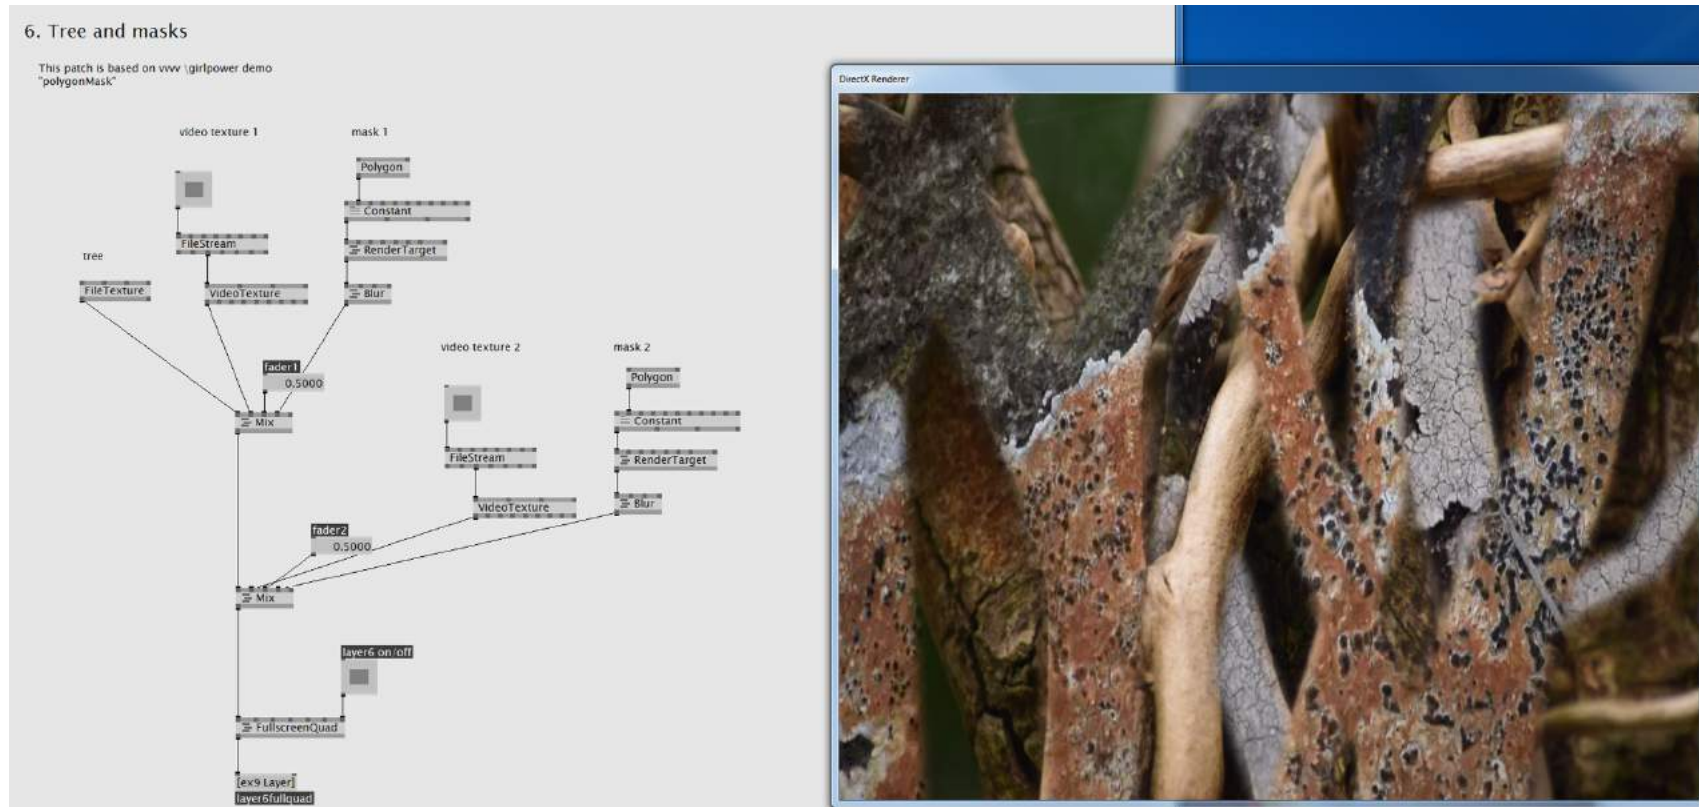 6. Tree and masks
This patch is based on vvvv \girlpower demo
"polygonMask"
DirectX Renderer
video texture 1
mask 1
Polygon
Constant
FileStream
RenderTarget
tree
FileTexture
VideoTexture
Blur
video texture 2
mask 2
fader1
0.5000
Polygon
Mix
Constant
FileStream
RenderTarget
VideoTexture
Blur
fader2
0.5000
Mix
layer6 on/off
FullscreenQuad
[ex9 Layer]
layer6fullquad